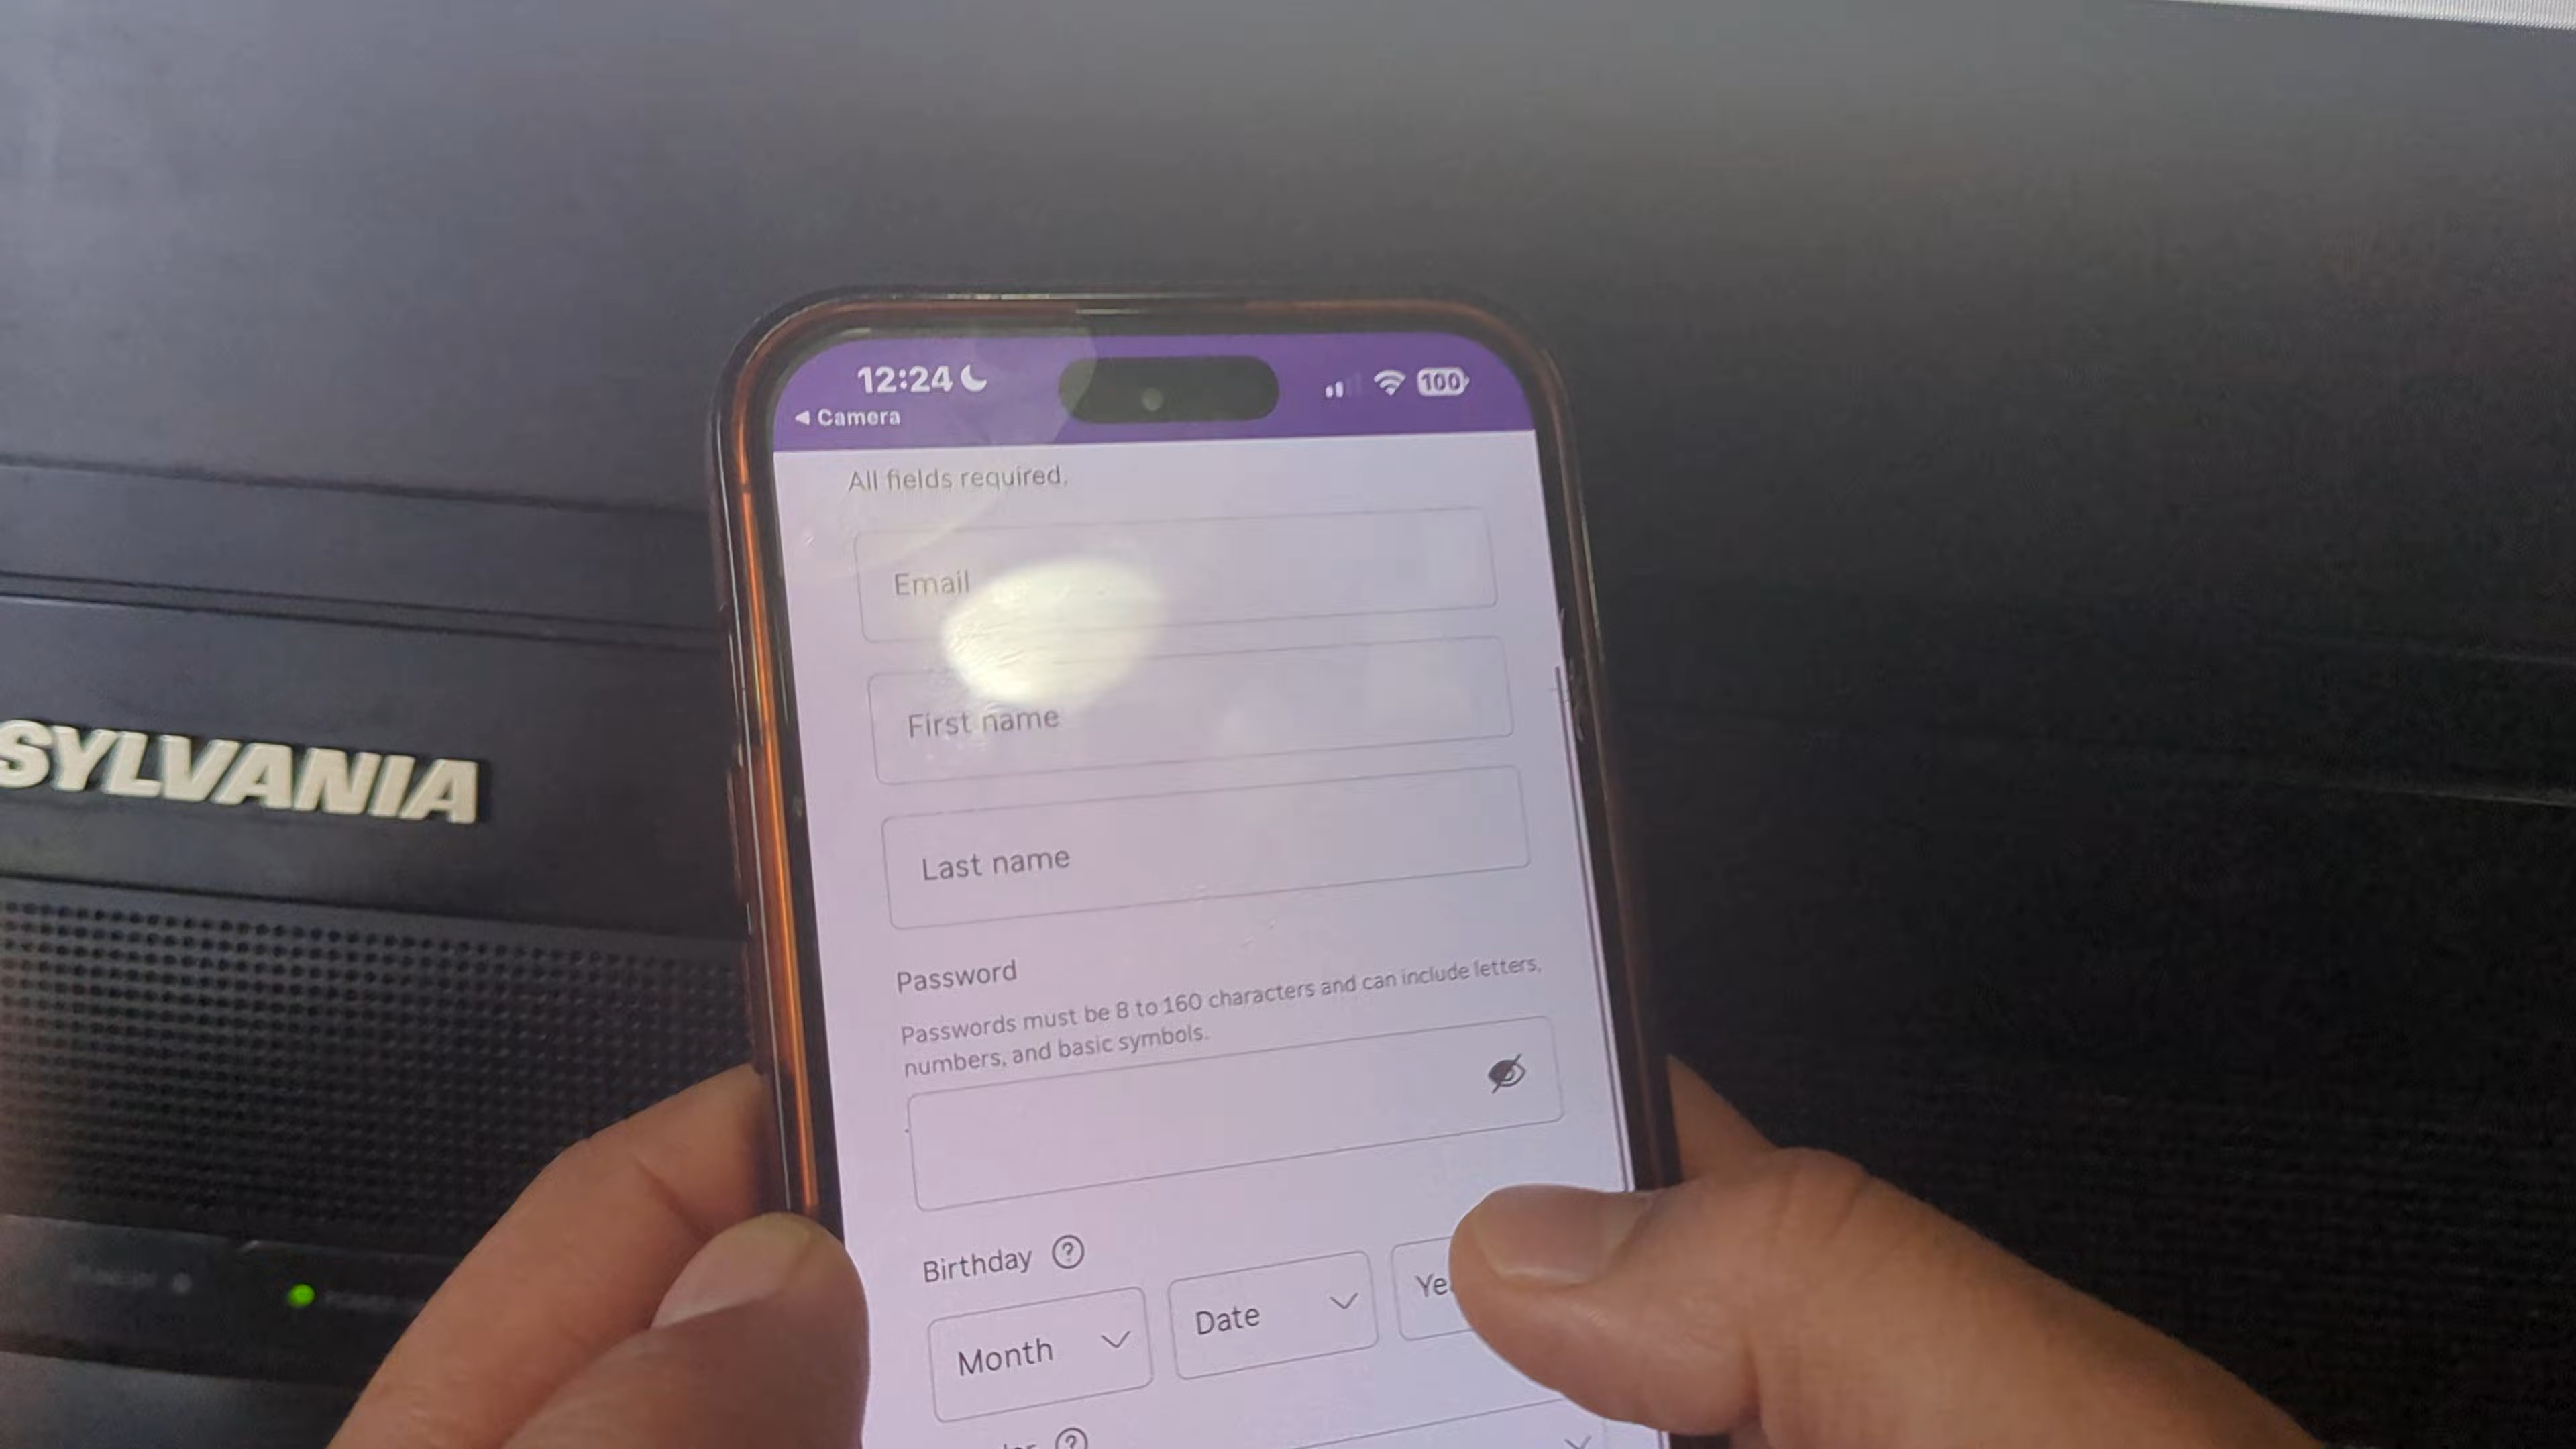 12:24
100
◄ Camera
All fields required.
Email
First name
SYLVANIA
Last name
Password
Passwords must be 8 to 160 characters and can include letters,
numbers, and basic symbols.
Birthday ?
Month
Date
Ye
?